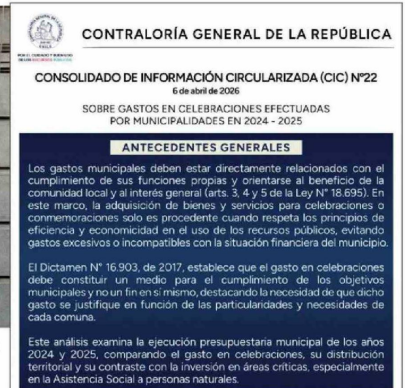 CONTRALORÍA GENERAL DE LA REPÚBLICA
POR EL CUIDADO Y BUEN USO
DE LOS RECURSOS PÚBLICOS
CONSOLIDADO DE INFORMACIÓN CIRCULARIZADA (CIC) N°22
6 de abril de 2026
SOBRE GASTOS EN CELEBRACIONES EFECTUADAS
POR MUNICIPALIDADES EN 2024 - 2025
ANTECEDENTES GENERALES
Los gastos municipales deben estar directamente relacionados con el
cumplimiento de sus funciones propias y orientarse al beneficio de la
comunidad local y al interés general (arts. 3, 4 y 5 de la Ley N° 18.695). En
este marco, la adquisición de bienes y servicios para celebraciones o
conmemoraciones solo es procedente cuando respeta los principios de
eficiencia y economicidad en el uso de los recursos públicos, evitando
gastos excesivos o incompatibles con la situación financiera del municipio.
El Dictamen N° 16.903, de 2017, establece que el gasto en celebraciones
debe constituir un medio para el cumplimiento de los objetivos
municipales y no un fin en sí mismo, destacando la necesidad de que dicho
gasto se justifique en función de las particularidades y necesidades de
cada comuna.
Este análisis examina la ejecución presupuestaria municipal de los años
2024 y 2025, comparando el gasto en celebraciones, su distribución
territorial y su contraste con la inversión en áreas críticas, especialmente
en la Asistencia Social a personas naturales.